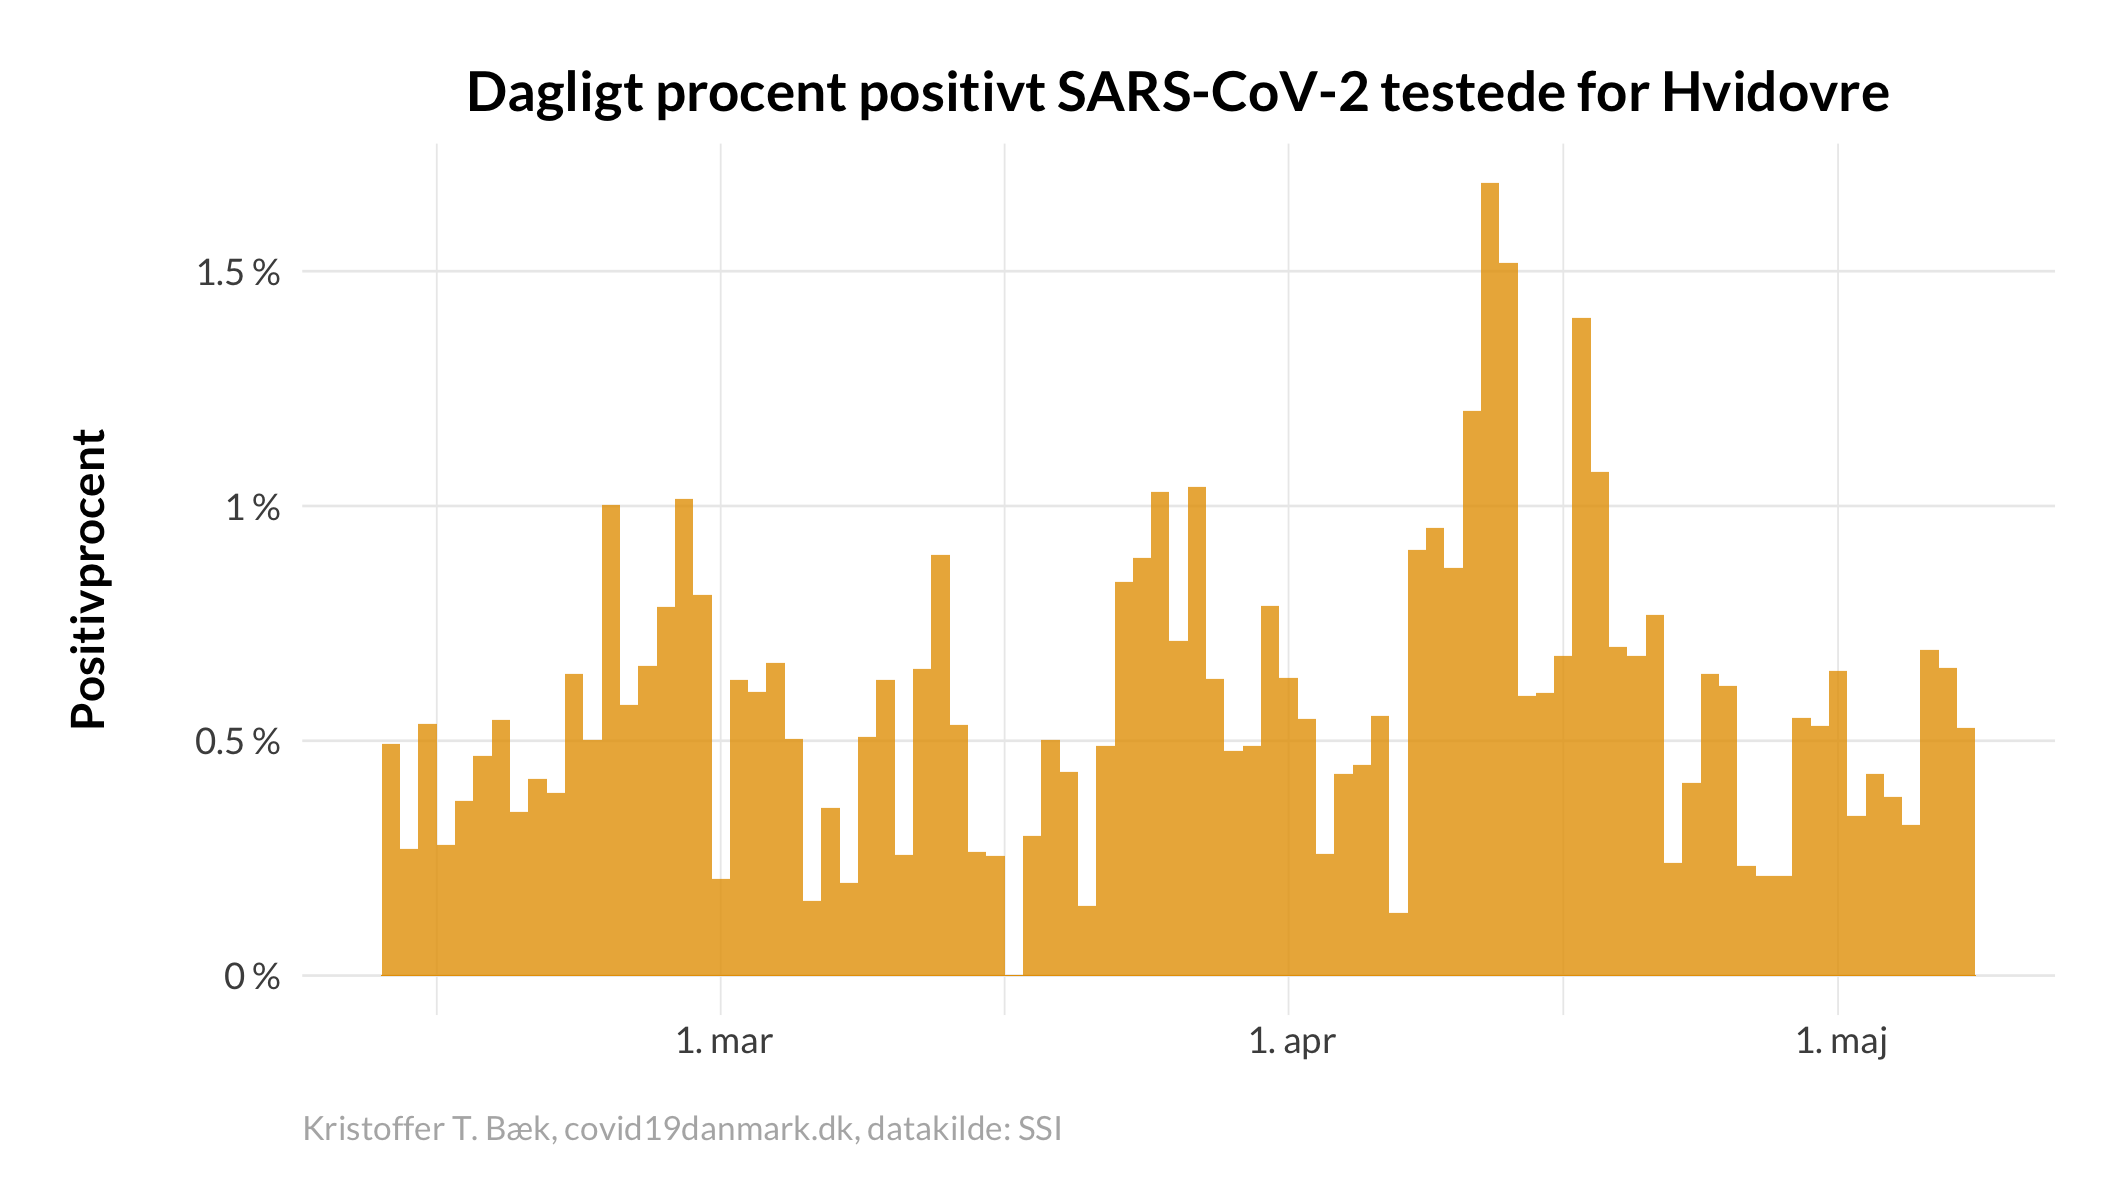 Dagligt procent positivt SARS-CoV-2 testede for Hvidovre
Positivprocent
1.5 %
1 %
0.5 %
0 %
1. mar
1. apr
1. maj
Kristoffer T. Bæk, covid19danmark.dk, datakilde: SSI